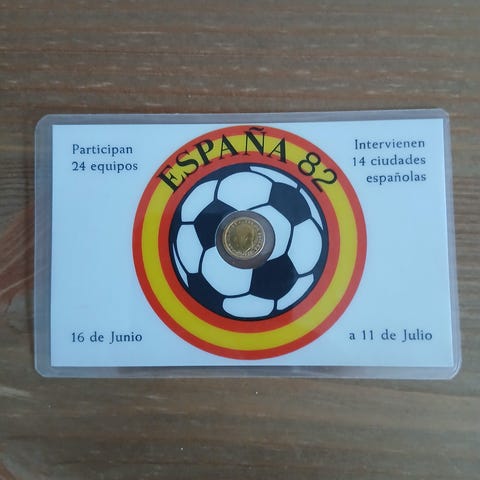 Participan
24 equipos
ESPAÑA 82
Intervienen
14 ciudades
españolas
16 de Junio
a 11 de Julio